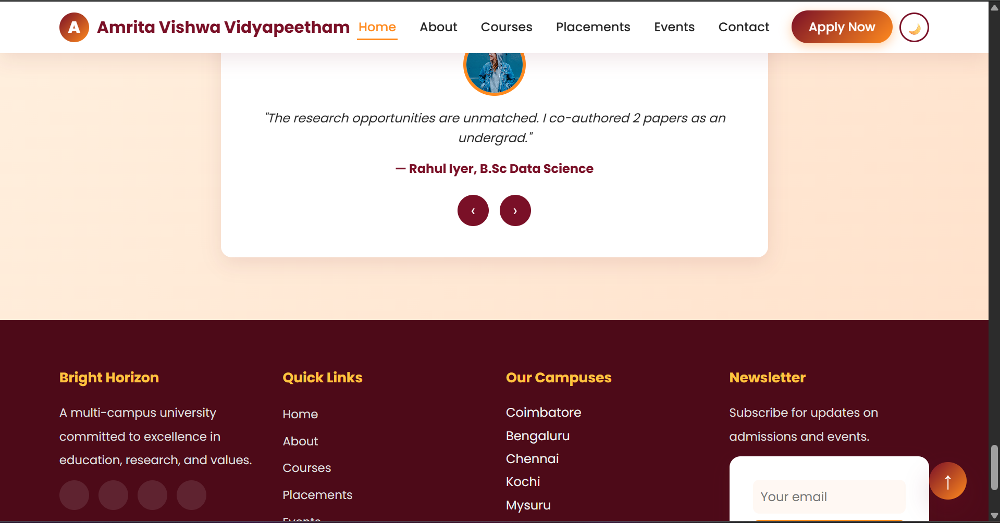 A Amrita Vishwa Vidyapeetham Home About Courses Placements Events Contact Apply Now
"The research opportunities are unmatched. I co-authored 2 papers as an
undergrad."
— Rahul Iyer, B.Sc Data Science
‹ ›
Bright Horizon
A multi-campus university
committed to excellence in
education, research, and values.
Quick Links
Home
About
Courses
Placements
Events
Our Campuses
Coimbatore
Bengaluru
Chennai
Kochi
Mysuru
Newsletter
Subscribe for updates on
admissions and events.
Your email
↑